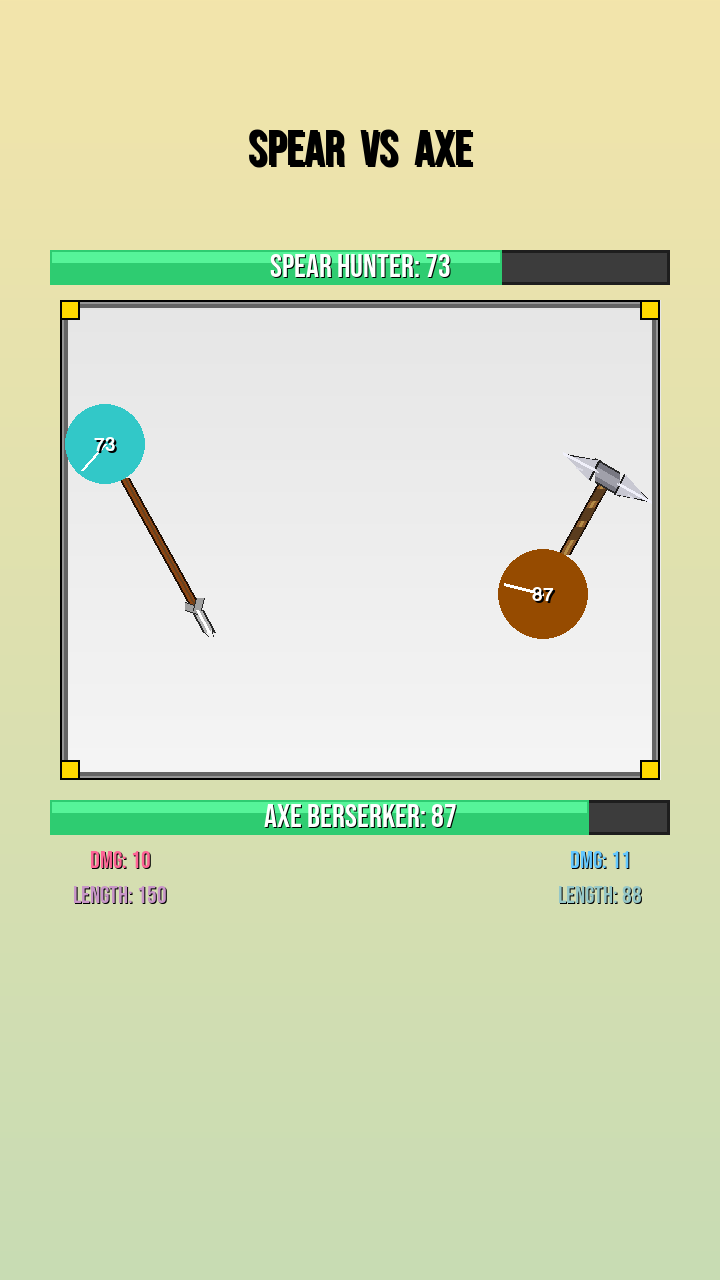 SPEAR VS AXE
SPEAR HUNTER: 73
73
87
AXE BERSERKER: 87
DMG: 10
DMG: 11
LENGTH: 150
LENGTH: 88